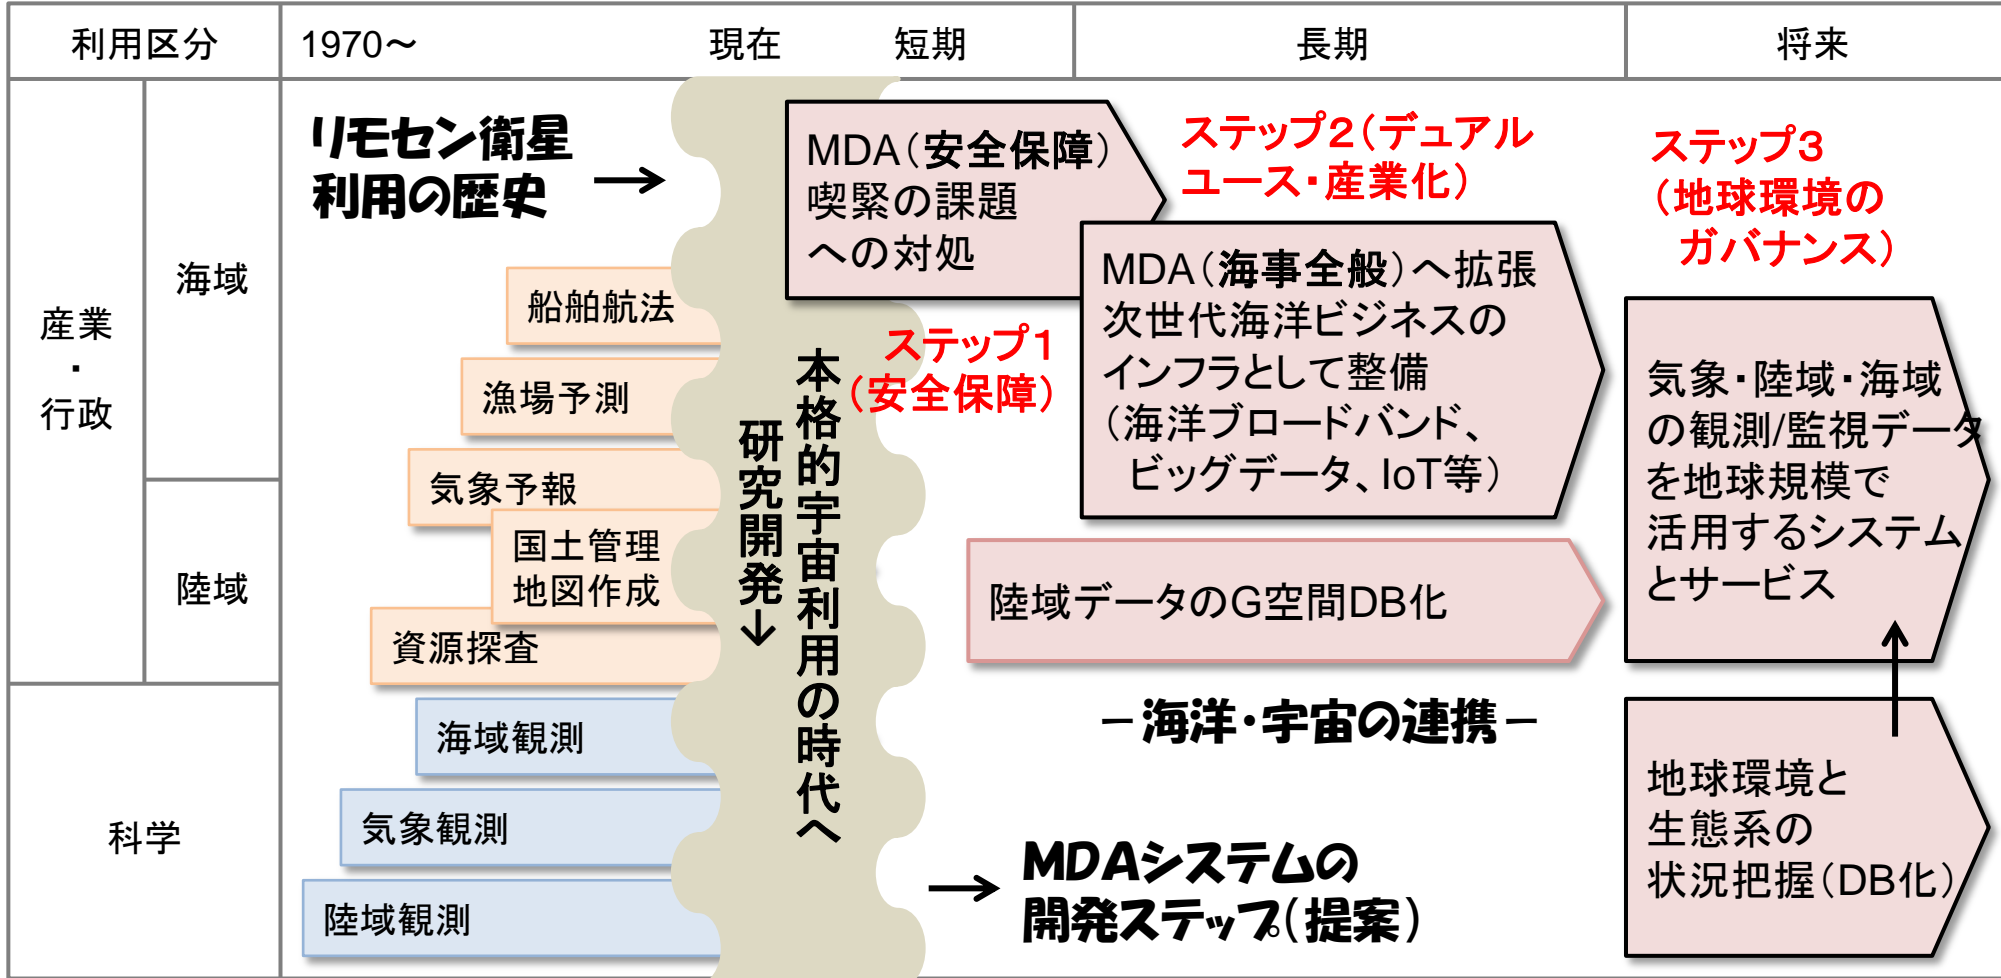 利用区分
1970～
現在
短期
長期
将来
産業
・
行政
海域
陸域
科学
リモセン衛星
利用の歴史
→
船舶航法
漁場予測
気象予報
国土管理
地図作成
資源探査
海域観測
気象観測
陸域観測
本格的宇宙利用の時代へ
研究開発→
MDA（安全保障）
喫緊の課題
への対処
ステップ1
（安全保障）
ステップ2（デュアル
ユース・産業化）
MDA（海事全般）へ拡張
次世代海洋ビジネスの
インフラとして整備
（海洋ブロードバンド、
ビッグデータ、IoT等）
陸域データのG空間DB化
－海洋・宇宙の連携－
→
MDAシステムの
開発ステップ（提案）
ステップ3
（地球環境の
ガバナンス）
気象・陸域・海域
の観測/監視データ
を地球規模で
活用するシステム
とサービス
地球環境と
生態系の
状況把握（DB化）